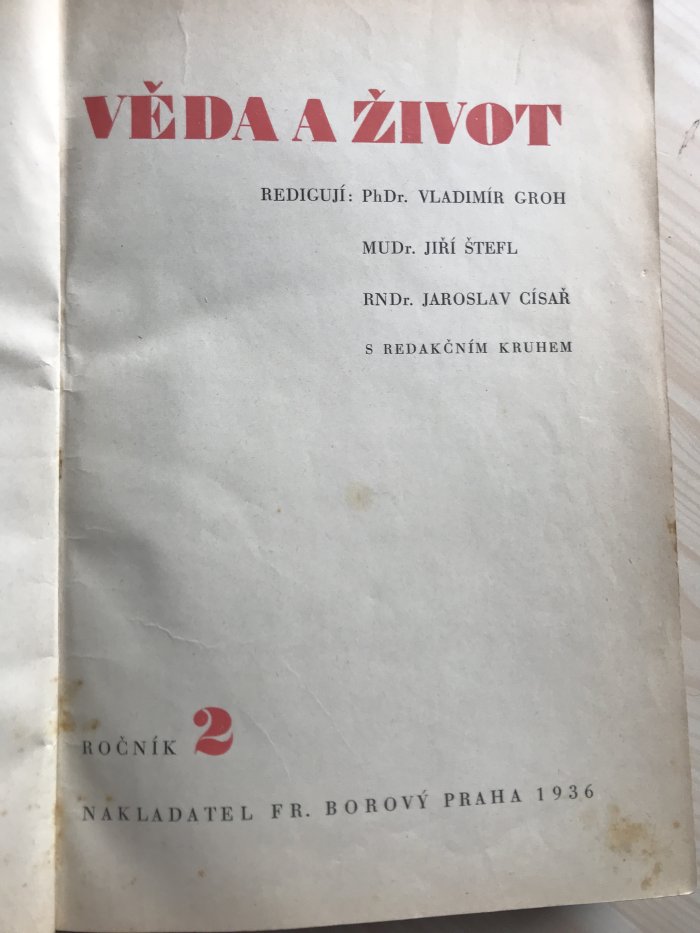 VĚDA A ŽIVOT
REDIGUJÍ: PhDr. VLADIMÍR GROH
MUDr. JIŘÍ ŠTEFL
RNDr. JAROSLAV CÍSAŘ
S REDAKČNÍM KRUHEM
ROČNÍK 2
NAKLADATEL FR. BOROVÝ PRAHA 1936